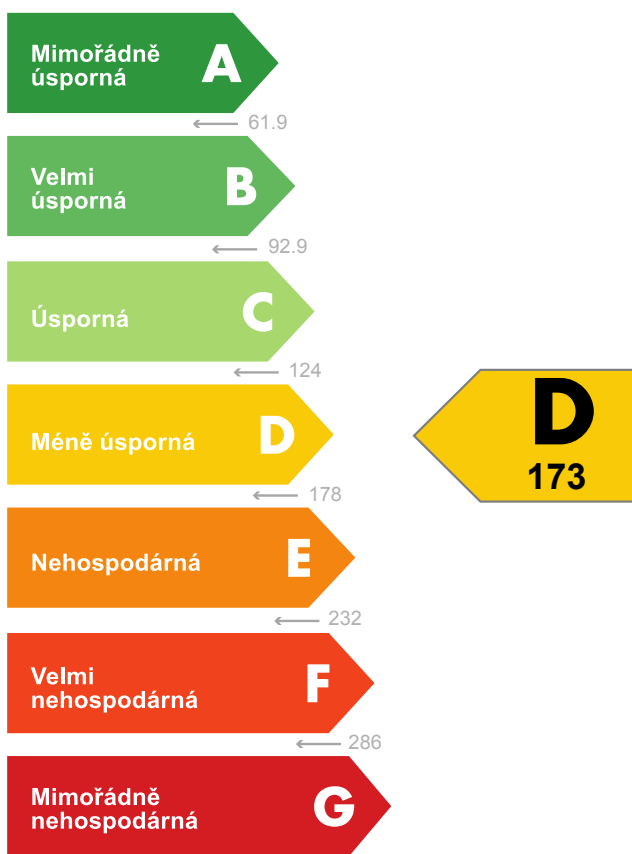 Mimořádně
úsporná
A
← 61.9
Velmi
úsporná
B
← 92.9
Úsporná
C
← 124
Méně úsporná
D
← 178
D
173
Nehospodárná
E
← 232
Velmi
nehospodárná
F
← 286
Mimořádně
nehospodárná
G